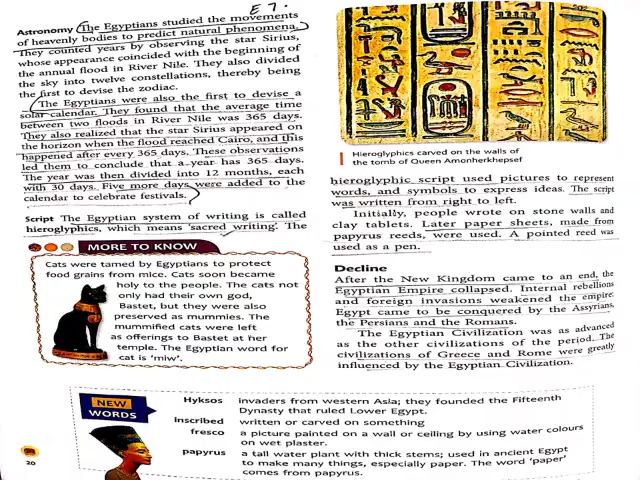 E 7.
Astronomy The Egyptians studied the movements
of heavenly bodies to predict natural phenomena.
They counted years by observing the star Sirius,
whose appearance coincided with the beginning of
the annual flood in River Nile. They also divided
the sky into twelve constellations, thereby being
the first to devise the zodiac.
The Egyptians were also the first to devise a
solar calendar. They found that the average time
between two floods in River Nile was 365 days.
They also realized that the star Sirius appeared on
the horizon when the flood reached Cairo, and this
happened after every 365 days. These observations
led them to conclude that a year has 365 days.
The year was then divided into 12 months, each
with 30 days. Five more days were added to the
calendar to celebrate festivals.
Script The Egyptian system of writing is called
hieroglyphics, which means 'sacred writing'. The
MORE TO KNOW
Cats were tamed by Egyptians to protect
food grains from mice. Cats soon became
holy to the people. The cats not
only had their own god,
Bastet, but they were also
preserved as mummies. The
mummified cats were left
as offerings to Bastet at her
temple. The Egyptian word for
cat is 'miw'.
Hieroglyphics carved on the walls of
the tomb of Queen Amonherkhepsef
hieroglyphic script used pictures to represent
words, and symbols to express ideas. The script
was written from right to left.
Initially, people wrote on stone walls and
clay tablets. Later paper sheets, made from
papyrus reeds, were used. A pointed reed was
used as a pen.
Decline
After the New Kingdom came to an end, the
Egyptian Empire collapsed. Internal rebellions
and foreign invasions weakened the empire.
Egypt came to be conquered by the Assyrians,
the Persians and the Romans.
The Egyptian Civilization was as advanced
as the other civilizations of the period. The
civilizations of Greece and Rome were greatly
influenced by the Egyptian Civilization.
NEW
WORDS
Hyksos invaders from western Asia; they founded the Fifteenth
Dynasty that ruled Lower Egypt.
Inscribed written or carved on something
fresco a picture painted on a wall or ceiling by using water colours
on wet plaster.
papyrus a tall water plant with thick stems; used in ancient Egypt
to make many things, especially paper. The word 'paper'
comes from papyrus.
20